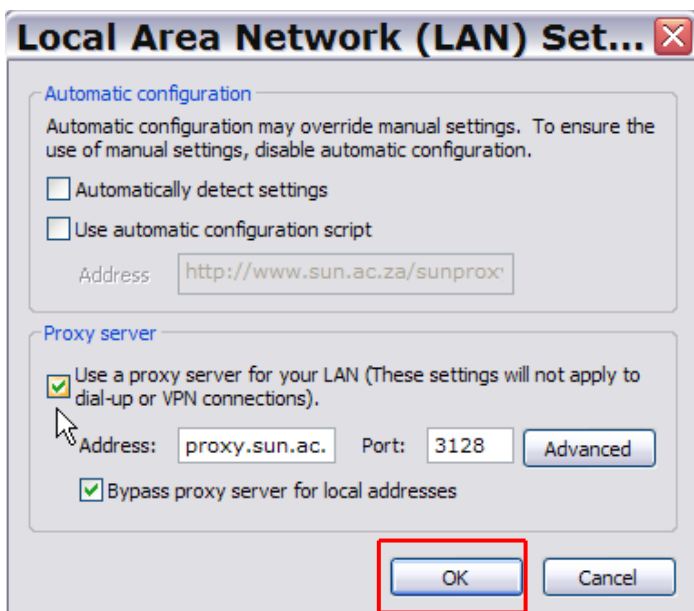 Local Area Network (LAN) Set...
Automatic configuration
Automatic configuration may override manual settings. To ensure the
use of manual settings, disable automatic configuration.
Automatically detect settings
Use automatic configuration script
Address http://www.sun.ac.za/sunproxy
Proxy server
Use a proxy server for your LAN (These settings will not apply to
dial-up or VPN connections).
Address: proxy.sun.ac. Port: 3128 Advanced
Bypass proxy server for local addresses
OK Cancel